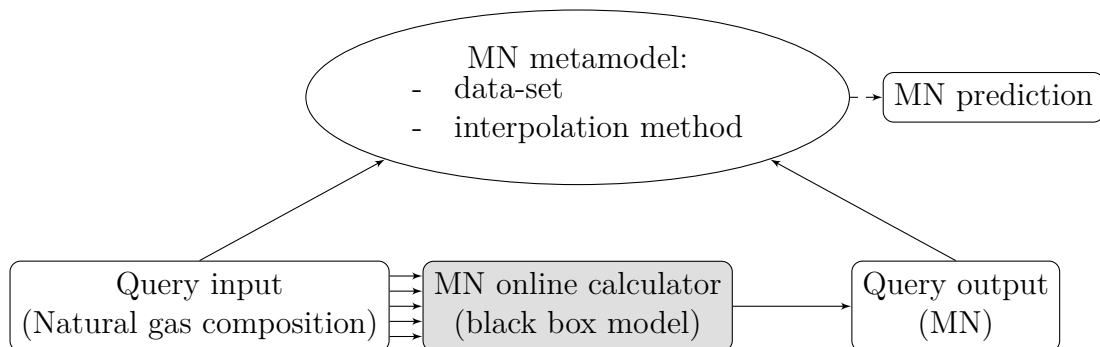 MN metamodel:
- data-set
- interpolation method
MN prediction
Query input
(Natural gas composition)
MN online calculator
(black box model)
Query output
(MN)